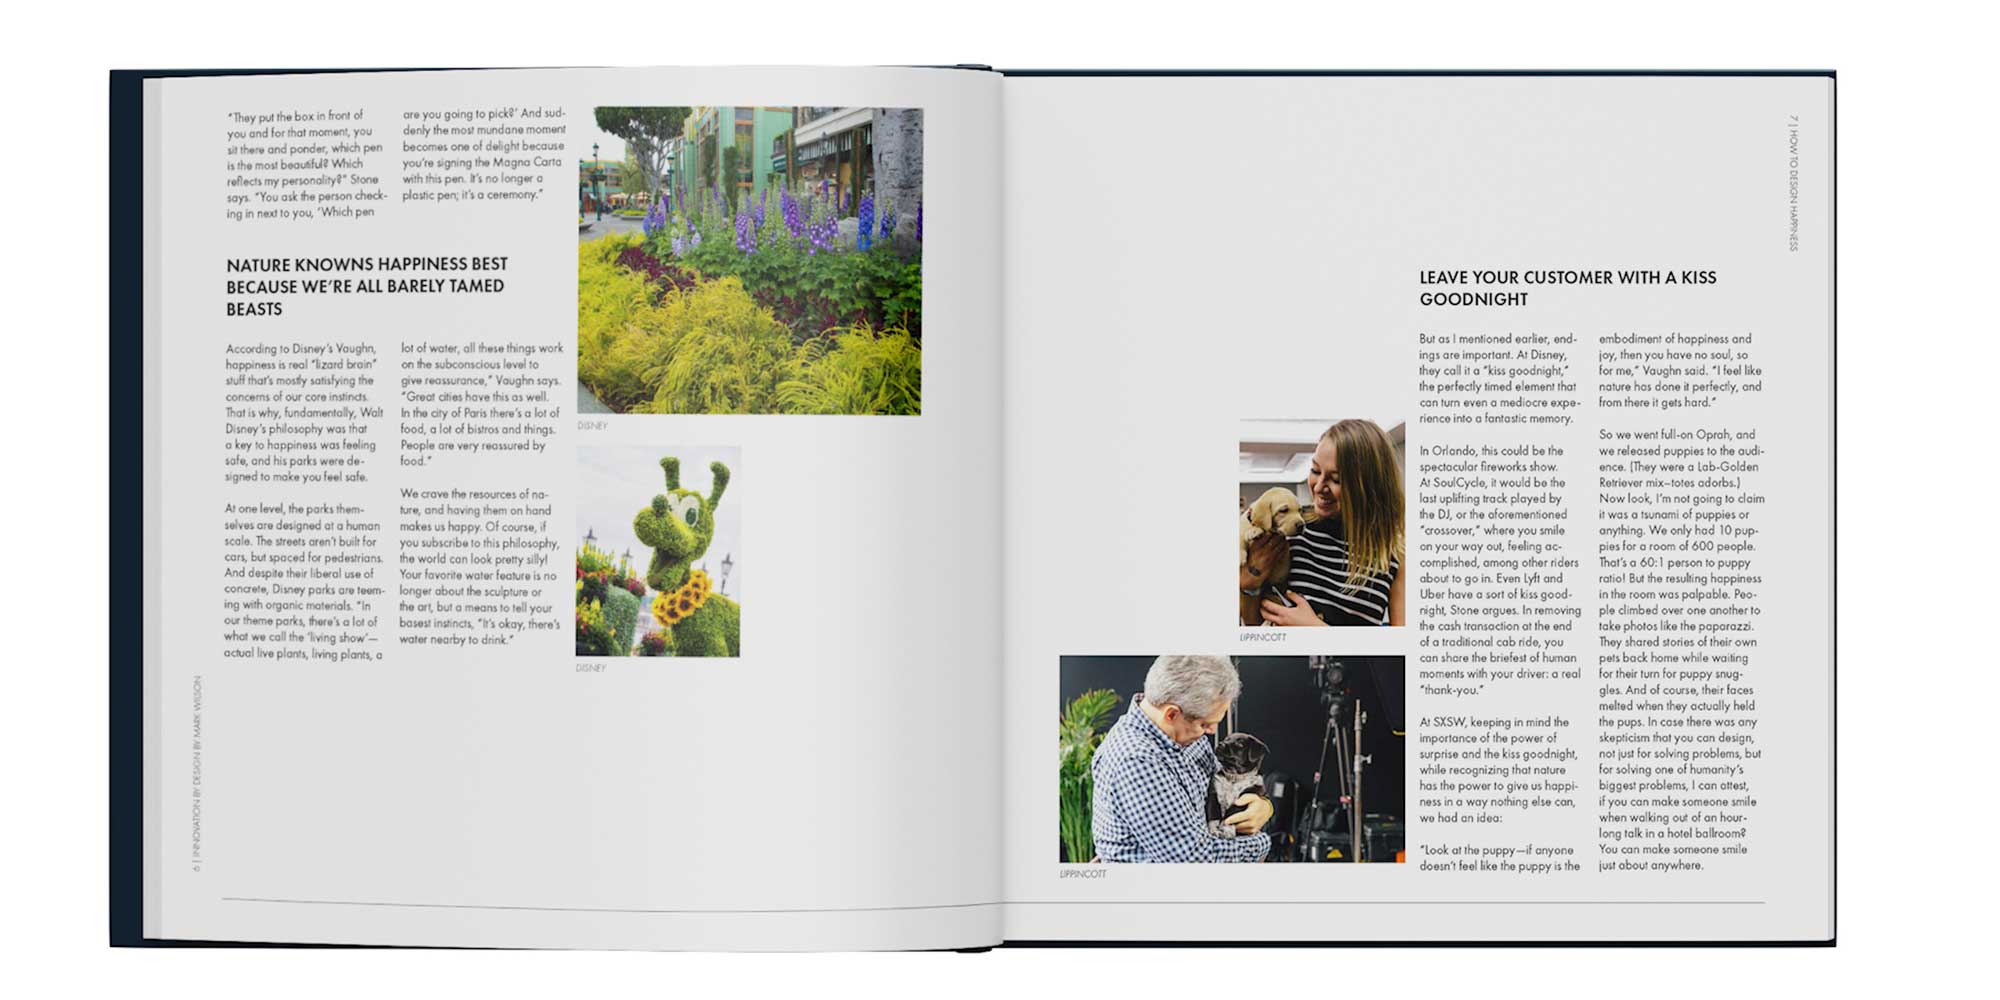 “They put the box in front of
you and for that moment, you
sit there and ponder, which pen
is the most beautiful? Which
reflects my personality?” Stone
says. “You ask the person check-
ing in next to you, ‘Which pen
are you going to pick?’ And sud-
denly the most mundane moment
becomes one of delight because
you’re signing the Magna Carta
with this pen. It’s no longer a
plastic pen; it’s a ceremony.”
NATURE KNOWNS HAPPINESS BEST
BECAUSE WE’RE ALL BARELY TAMED
BEASTS
According to Disney’s Vaughn,
happiness is real “lizard brain”
stuff that’s mostly satisfying the
concerns of our core instincts.
That is why, fundamentally, Walt
Disney’s philosophy was that
a key to happiness was feeling
safe, and his parks were de-
signed to make you feel safe.
At one level, the parks them-
selves are designed at a human
scale. The streets aren’t built for
cars, but spaced for pedestrians.
And despite their liberal use of
concrete, Disney parks are teem-
ing with organic materials. “In
our theme parks, there’s a lot of
what we call the ‘living show’—
actual live plants, living plants, a
lot of water, all these things work
on the subconscious level to
give reassurance,” Vaughn says.
“Great cities have this as well.
In the city of Paris there’s a lot of
food, a lot of bistros and things.
People are very reassured by
food.”
We crave the resources of na-
ture, and having them on hand
makes us happy. Of course, if
you subscribe to this philosophy,
the world can look pretty silly!
Your favorite water feature is no
longer about the sculpture or
the art, but a means to tell your
basest instincts, “It’s okay, there’s
water nearby to drink.”
DISNEY
DISNEY
6 | INNOVATION BY DESIGN BY MARK WILSON
7 | HOW TO DESIGN HAPPINESS
LIPPINCOTT
LIPPINCOTT
LEAVE YOUR CUSTOMER WITH A KISS
GOODNIGHT
But as I mentioned earlier, end-
ings are important. At Disney,
they call it a “kiss goodnight,”
the perfectly timed element that
can turn even a mediocre expe-
rience into a fantastic memory.
In Orlando, this could be the
spectacular fireworks show.
At SoulCycle, it would be the
last uplifting track played by
the DJ, or the aforementioned
“crossover,” where you smile
on your way out, feeling ac-
complished, among other riders
about to go in. Even Lyft and
Uber have a sort of kiss good-
night, Stone argues. In removing
the cash transaction at the end
of a traditional cab ride, you
can share the briefest of human
moments with your driver: a real
“thank-you.”
At SXSW, keeping in mind the
importance of the power of
surprise and the kiss goodnight,
while recognizing that nature
has the power to give us happi-
ness in a way nothing else can,
we had an idea:
“Look at the puppy—if anyone
doesn’t feel like the puppy is the
embodiment of happiness and
joy, then you have no soul, so
for me,” Vaughn said. “I feel like
nature has done it perfectly, and
from there it gets hard.”
So we went full-on Oprah, and
we released puppies to the audi-
ence. (They were a Lab-Golden
Retriever mix–totes adorbs.)
Now look, I’m not going to claim
it was a tsunami of puppies or
anything. We only had 10 pup-
pies for a room of 600 people.
That’s a 60:1 person to puppy
ratio! But the resulting happiness
in the room was palpable. Peo-
ple climbed over one another to
take photos like the paparazzi.
They shared stories of their own
pets back home while waiting
for their turn for puppy snug-
gles. And of course, their faces
melted when they actually held
the pups. In case there was any
skepticism that you can design,
not just for solving problems, but
for solving one of humanity’s
biggest problems, I can attest,
if you can make someone smile
when walking out of an hour-
long talk in a hotel ballroom?
You can make someone smile
just about anywhere.